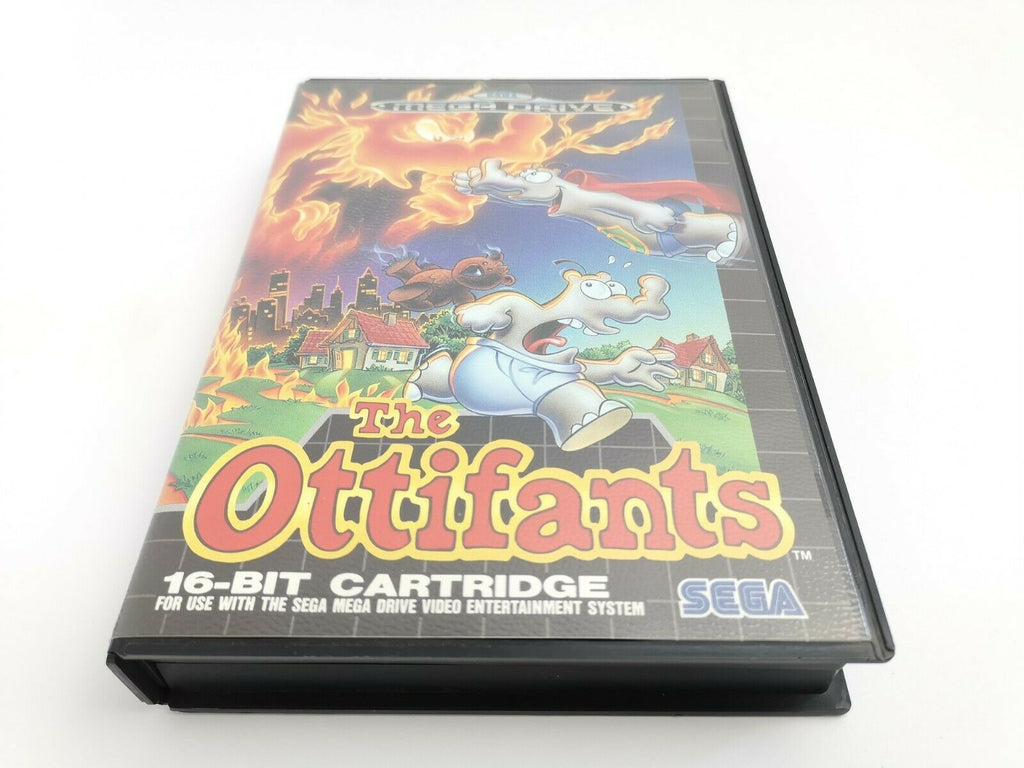 SEGA
MEGA DRIVE
The
Ottifants
TM
16-BIT CARTRIDGE
FOR USE WITH THE SEGA MEGA DRIVE VIDEO ENTERTAINMENT SYSTEM
SEGA